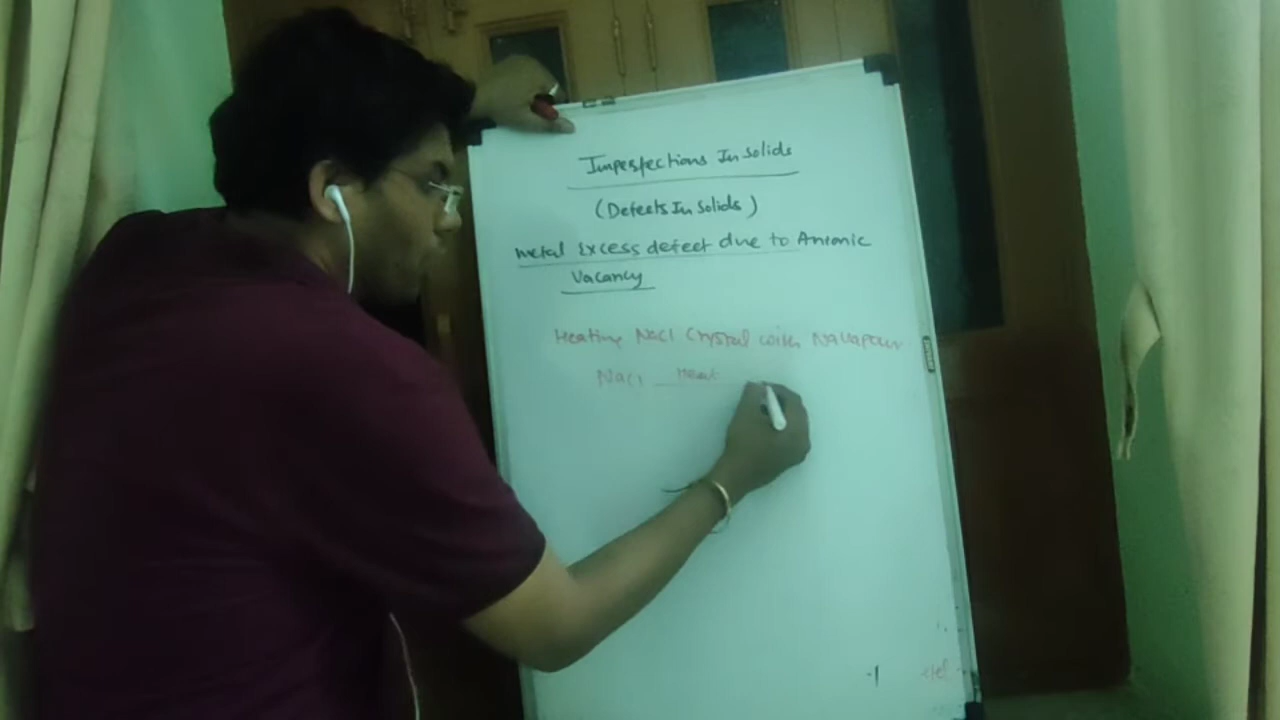 Imperfections In Solids
(Defects In Solids)
Metal Excess defect due to Anionic
Vacancy
Heating NaCl Crystal with Na Vapour
NaCl Heat